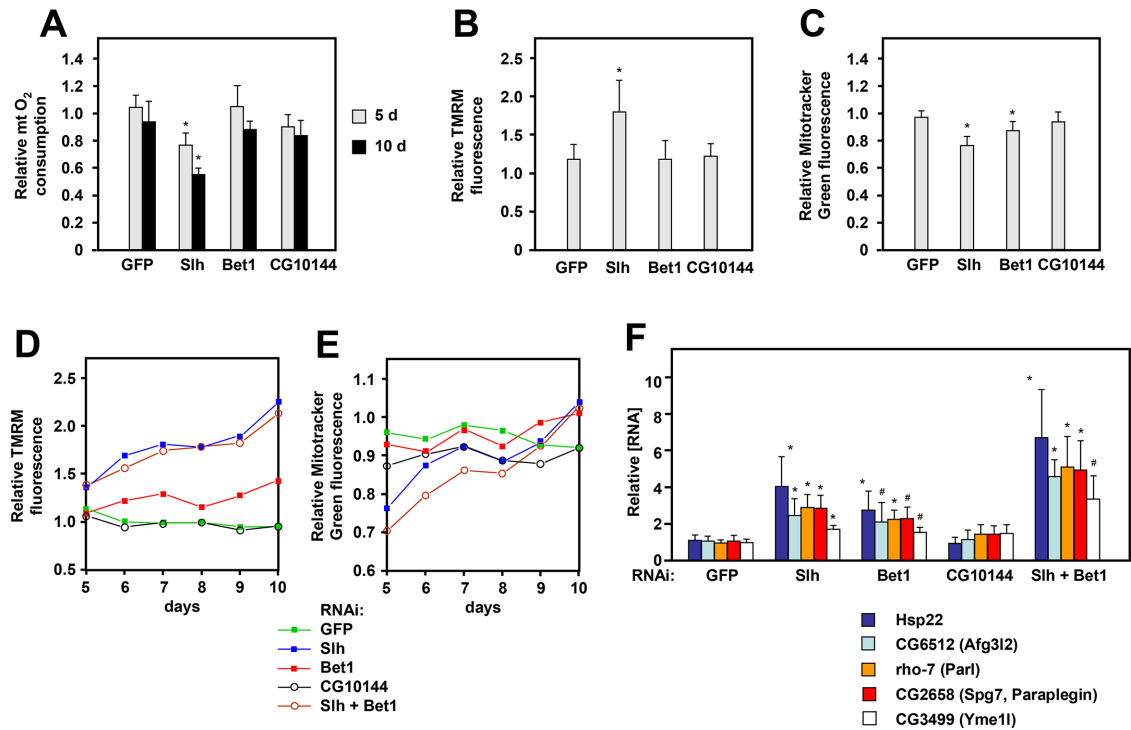 A
Relative mt O2
consumption
1.4
1.2
1.0
0.8
0.6
0.4
0.2
0
*
*
GFP
Slh
Bet1
CG10144
5 d
10 d
B
Relative TMRM
fluorescence
2.5
2.0
1.5
1.0
0.5
0
*
GFP
Slh
Bet1
CG10144
C
Relative Mitotracker
Green fluorescence
1.4
1.2
1.0
0.8
0.6
0.4
0.2
0
*
*
GFP
Slh
Bet1
CG10144
D
Relative TMRM
fluorescence
2.5
2.0
1.5
1.0
0.5
5 6 7 8 9 10
days
E
Relative Mitotracker
Green fluorescence
1.1
1.0
0.9
0.8
0.7
0.6
5 6 7 8 9 10
days
RNAi:
GFP
Slh
Bet1
CG10144
Slh + Bet1
F
Relative [RNA]
10
8
6
4
2
0
* * * * *
* # * # #
* * * * #
RNAi: GFP Slh Bet1 CG10144 Slh + Bet1
Hsp22
CG6512 (Afg3l2)
rho-7 (Parl)
CG2658 (Spg7, Paraplegin)
CG3499 (Yme1l)